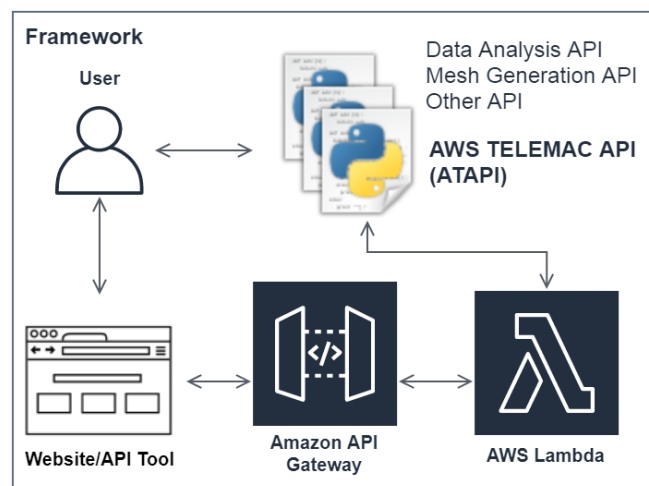 Framework
User
Data Analysis API
Mesh Generation API
Other API
AWS TELEMAC API
(ATAPI)
</>
Website/API Tool
Amazon API
Gateway
AWS Lambda